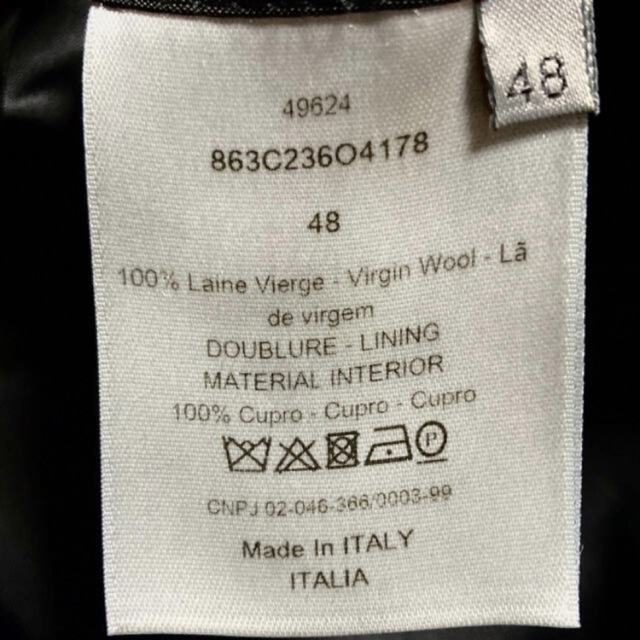 48
49624
863C236O4178
48
100% Laine Vierge - Virgin Wool - Lã
de virgem
DOUBLURE - LINING
MATERIAL INTERIOR
100% Cupro - Cupro - Cupro
P
CNPJ 02-046-366/0003-99
Made In ITALY
ITALIA